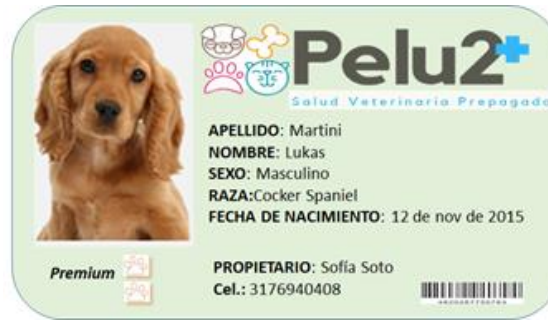 Pelu2+
Salud Veterinaria Prepagada
APELLIDO: Martini
NOMBRE: Lukas
SEXO: Masculino
RAZA:Cocker Spaniel
FECHA DE NACIMIENTO: 12 de nov de 2015
Premium
PROPIETARIO: Sofía Soto
Cel.: 3176940408